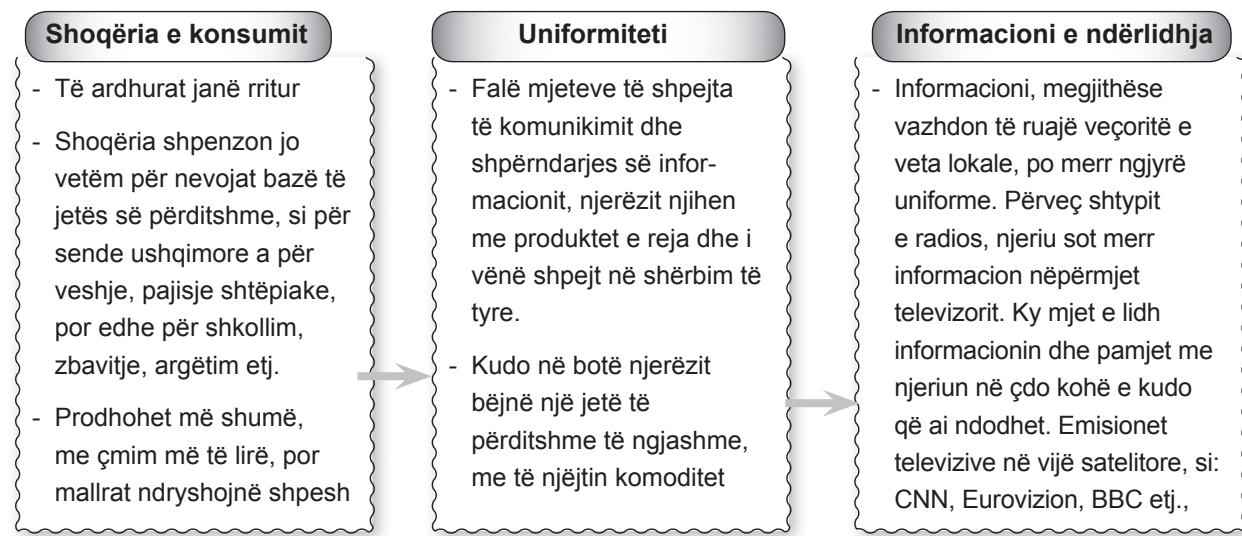 Shoqëria e konsumit
- Të ardhurat janë rritur
- Shoqëria shpenzon jo
vetëm për nevojat bazë të
jetës së përditshme, si për
sende ushqimore a për
veshje, pajisje shtëpiake,
por edhe për shkollim,
zbavitje, argëtim etj.
- Prodhohet më shumë,
me çmim më të lirë, por
mallrat ndryshojnë shpesh
Uniformiteti
- Falë mjeteve të shpejta
të komunikimit dhe
shpërndarjes së infor-
macionit, njerëzit njihen
me produktet e reja dhe i
vënë shpejt në shërbim të
tyre.
- Kudo në botë njerëzit
bëjnë një jetë të
përditshme të ngjashme,
me të njëjtin komoditet
Informacioni e ndërlidhja
- Informacioni, megjithëse
vazhdon të ruajë veçoritë e
veta lokale, po merr ngjyrë
uniforme. Përveç shtypit
e radios, njeriu sot merr
informacion nëpërmjet
televizorit. Ky mjet e lidh
informacionin dhe pamjet me
njeriun në çdo kohë e kudo
që ai ndodhet. Emisionet
televizive në vijë satelitore, si:
CNN, Eurovizion, BBC etj.,